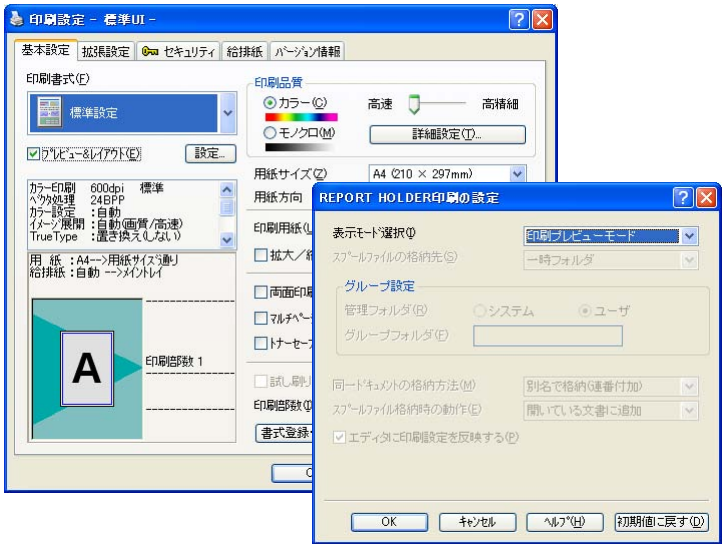 印刷設定 - 標準UI -
基本設定 拡張設定 セキュリティ 給排紙 バージョン情報
印刷書式(F)
標準設定
プレビュー&レイアウト(E) 設定...
カラー印刷 600dpi 標準
ベクタ処理 24BPP
カラー設定 :自動
イメージ展開 :自動(画質/高速)
TrueType :置き換え(しない)
用 紙 :A4-->用紙サイズ通り
給排紙 :自動 -->メイントレイ
A
印刷部数 1
印刷品質
カラー(C) 高速 高精細
モノクロ(M) 詳細設定(T)...
用紙サイズ(Z) A4 (210 × 297mm)
用紙方向
印刷用紙(
拡大/
両面印刷
マルチペー
トナーセー
試し刷り
印刷部数(
書式登録
REPORT HOLDER印刷の設定
表示モード選択(I) 印刷プレビューモード
スプールファイルの格納先(S) 一時フォルダ
グループ設定
管理フォルダ(R) システム ユーザ
グループフォルダ(F)
同一ドキュメントの格納方法(M) 別名で格納(連番付加)
スプールファイル格納時の動作(E) 開いている文書に追加
エディタに印刷設定を反映する(P)
OK キャンセル ヘルプ(H) 初期値に戻す(D)